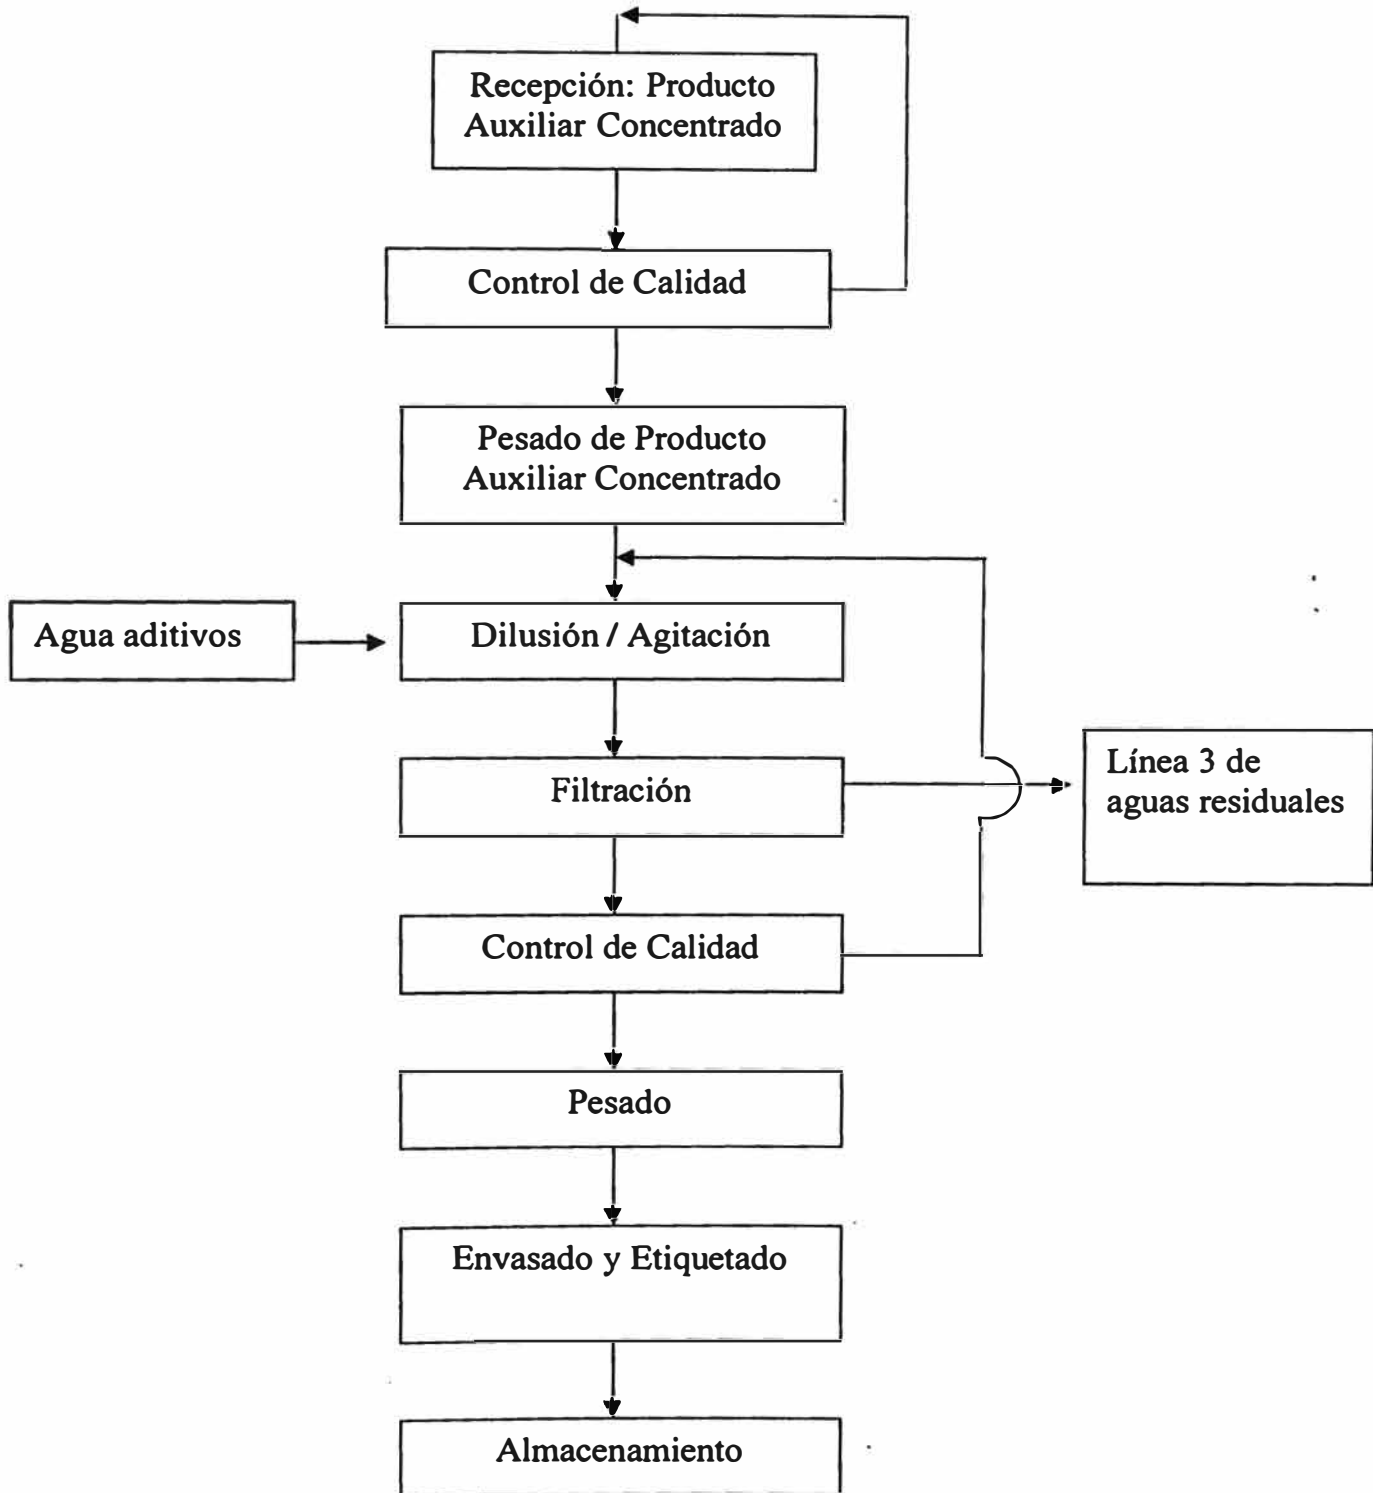 Recepción: Producto
Auxiliar Concentrado
Control de Calidad
Pesado de Producto
Auxiliar Concentrado
Agua aditivos
Dilusión / Agitación
Filtración
Línea 3 de
aguas residuales
Control de Calidad
Pesado
Envasado y Etiquetado
Almacenamiento